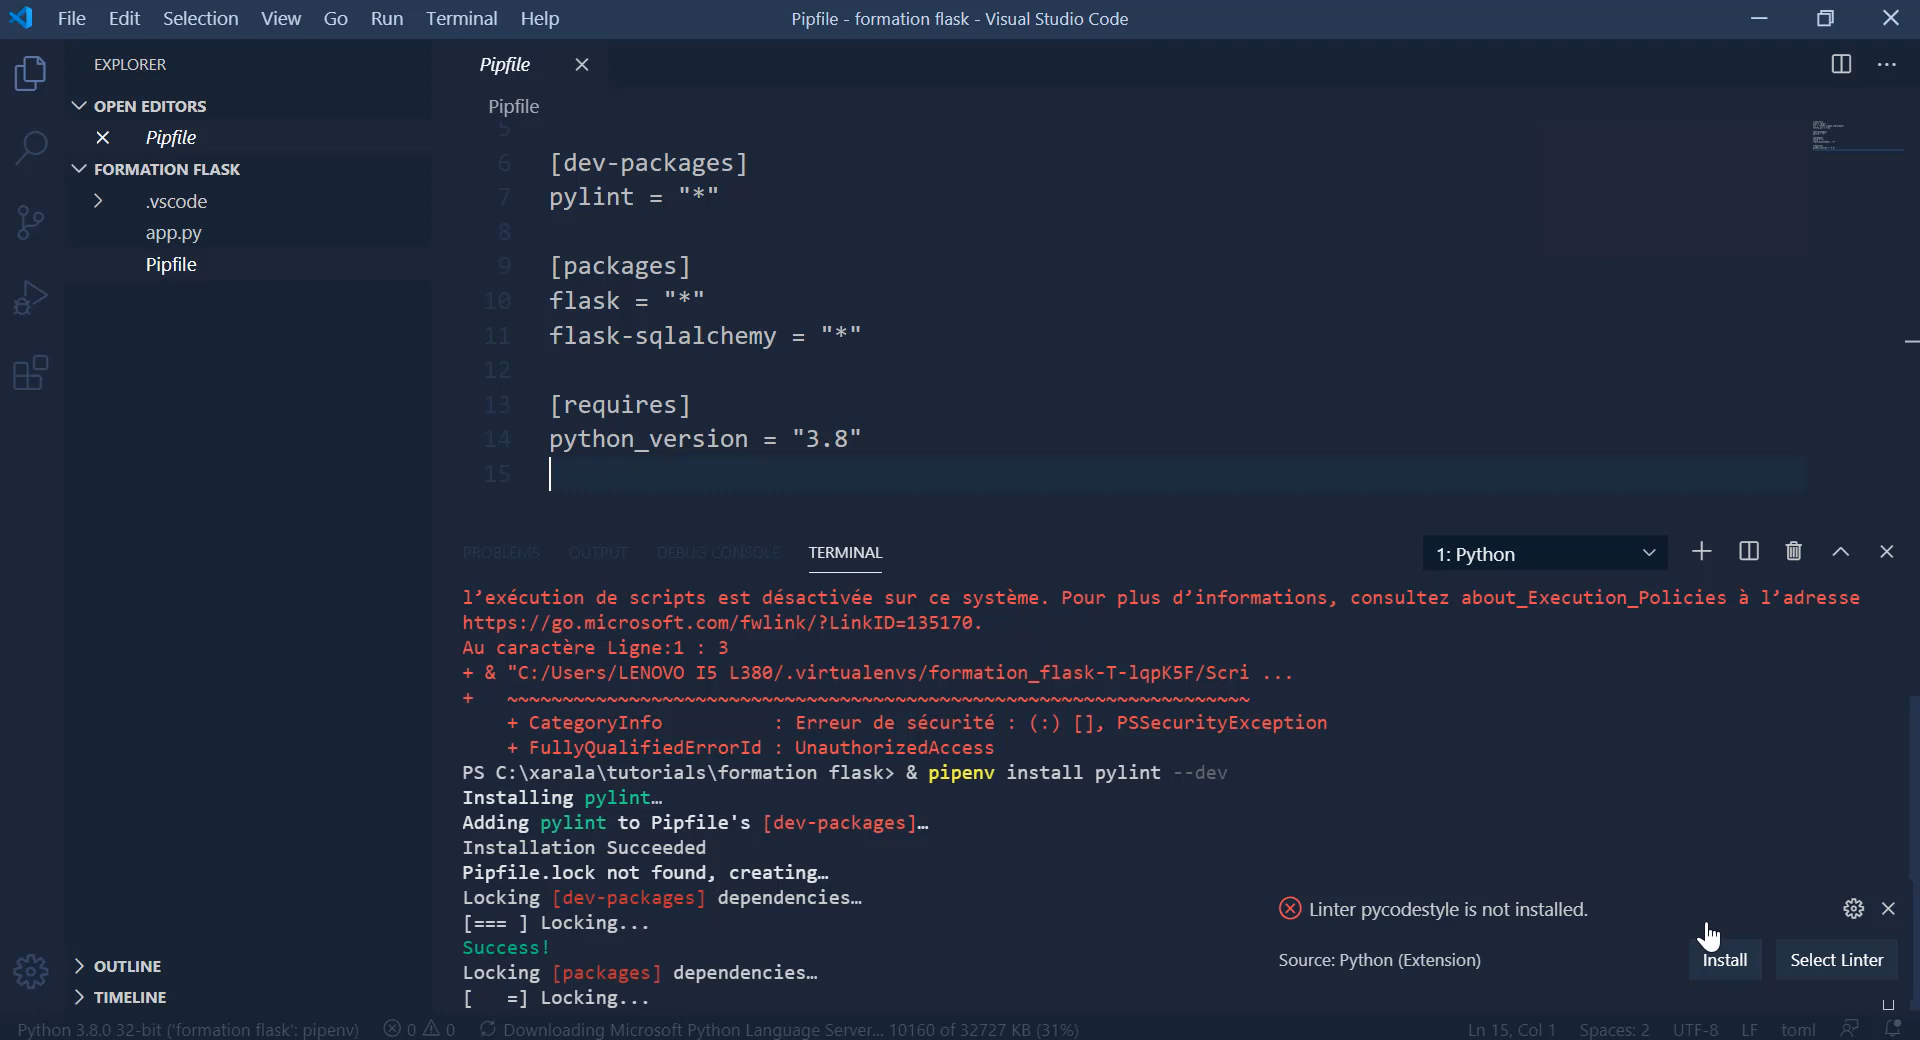 File Edit Selection View Go Run Terminal Help
Pipfile - formation flask - Visual Studio Code
EXPLORER
OPEN EDITORS
Pipfile
FORMATION FLASK
.vscode
app.py
Pipfile
OUTLINE
TIMELINE
Pipfile
Pipfile
5
6 [dev-packages]
7 pylint = "*"
8
9 [packages]
10 flask = "*"
11 flask-sqlalchemy = "*"
12
13 [requires]
14 python_version = "3.8"
15
PROBLEMS OUTPUT DEBUG CONSOLE TERMINAL
1: Python
l’exécution de scripts est désactivée sur ce système. Pour plus d’informations, consultez about_Execution_Policies à l’adresse
https://go.microsoft.com/fwlink/?LinkID=135170.
Au caractère Ligne:1 : 3
+ & "C:/Users/LENOVO I5 L380/.virtualenvs/formation_flask-T-lqpK5F/Scri ...
+ ~~~~~~~~~~~~~~~~~~~~~~~~~~~~~~~~~~~~~~~~~~~~~~~~~~~~~~~~~~~~~~~~~~~
+ CategoryInfo : Erreur de sécurité : (:) [], PSSecurityException
+ FullyQualifiedErrorId : UnauthorizedAccess
PS C:\xarala\tutorials\formation flask> & pipenv install pylint --dev
Installing pylint…
Adding pylint to Pipfile's [dev-packages]…
Installation Succeeded
Pipfile.lock not found, creating…
Locking [dev-packages] dependencies…
[=== ] Locking...
Success!
Locking [packages] dependencies…
[   =] Locking...
Linter pycodestyle is not installed.
Source: Python (Extension)
Install
Select Linter
Python 3.8.0 32-bit ('formation flask': pipenv) 0 0 Downloading Microsoft Python Language Server... 10160 of 32727 KB (31%)
Ln 15, Col 1 Spaces: 2 UTF-8 LF toml